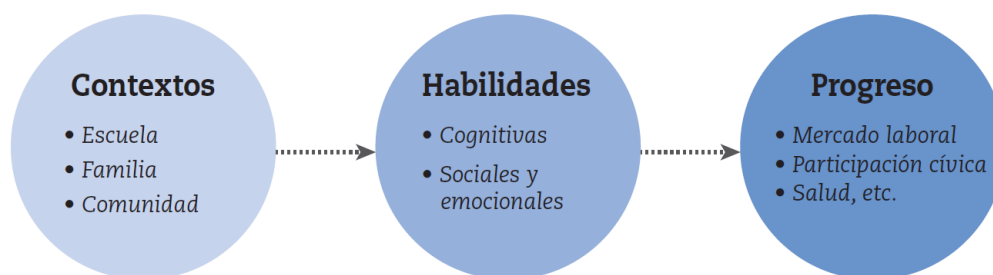 Contextos
• Escuela
• Familia
• Comunidad
Habilidades
• Cognitivas
• Sociales y
emocionales
Progreso
• Mercado laboral
• Participación cívica
• Salud, etc.